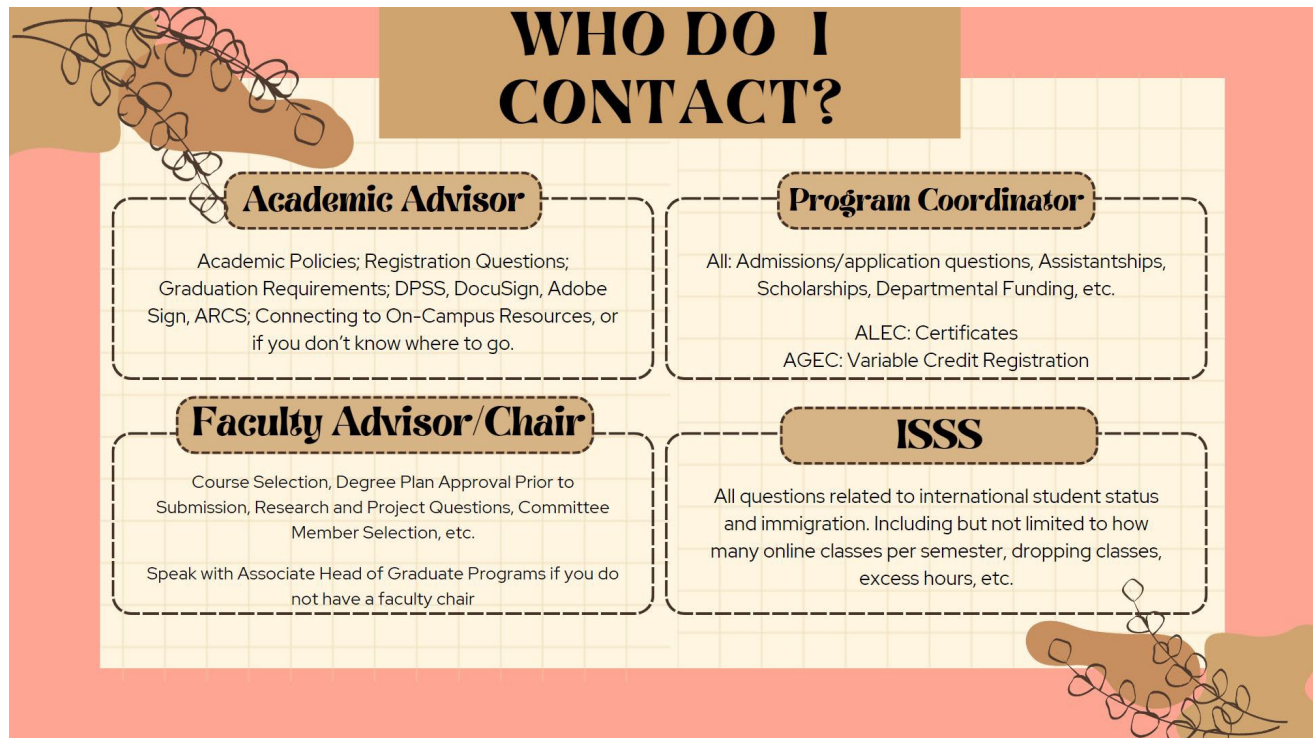 WHO DO I
CONTACT?
Academic Advisor
Academic Policies; Registration Questions;
Graduation Requirements; DPSS, DocuSign, Adobe
Sign, ARCS; Connecting to On-Campus Resources, or
if you don't know where to go.
Program Coordinator
All: Admissions/application questions, Assistantships,
Scholarships, Departmental Funding, etc.
ALEC: Certificates
AGEC: Variable Credit Registration
Faculty Advisor/Chair
Course Selection, Degree Plan Approval Prior to
Submission, Research and Project Questions, Committee
Member Selection, etc.
Speak with Associate Head of Graduate Programs if you do
not have a faculty chair
ISSS
All questions related to international student status
and immigration. Including but not limited to how
many online classes per semester, dropping classes,
excess hours, etc.